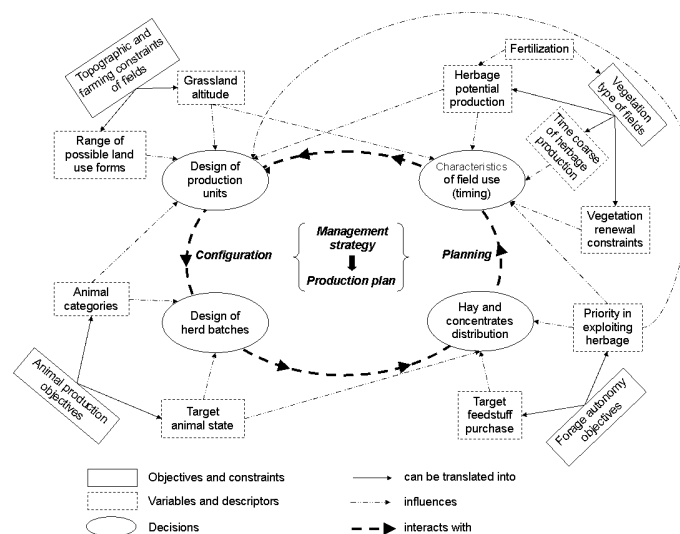 Topographic and
farming constraints
of fields
Grassland
altitude
Range of
possible land
use forms
Fertilization
Herbage
potential
production
Vegetation
type of fields
Time coarse
of herbage
production
Vegetation
renewal
constraints
Design of
production
units
Characteristics
of field use
(timing)
Configuration
Management
strategy
Production plan
Planning
Animal
categories
Design of
herd batches
Hay and
concentrates
distribution
Priority in
exploiting
herbage
Animal production
objectives
Target
animal state
Target
feedstuff
purchase
Forage autonomy
objectives
Objectives and constraints
Variables and descriptors
Decisions
can be translated into
influences
interacts with